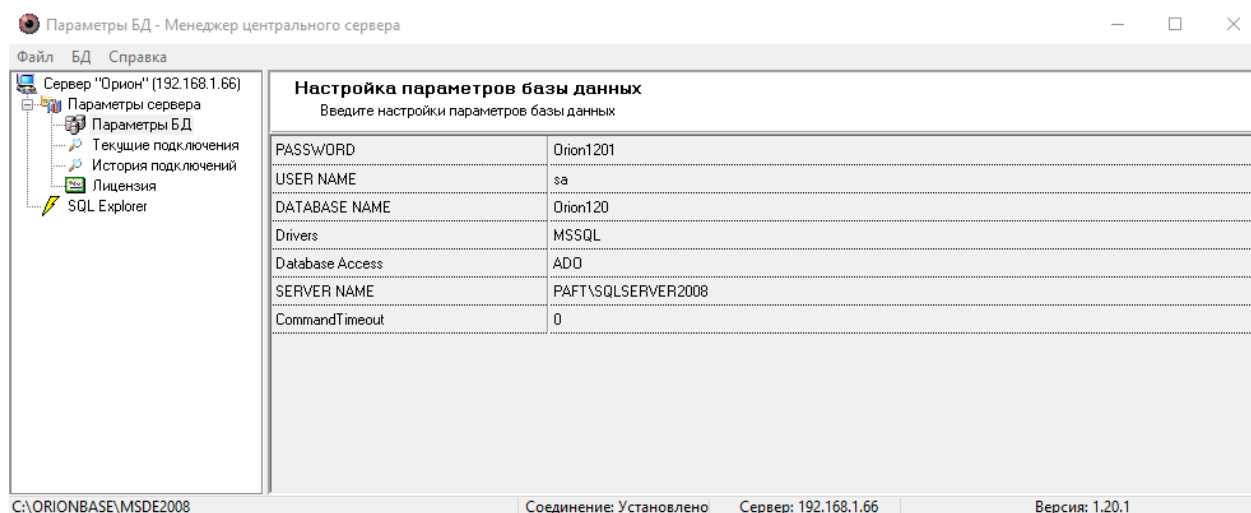 Параметры БД - Менеджер центрального сервера
Файл БД Справка
Сервер "Орион" (192.168.1.66)
Параметры сервера
Параметры БД
Текущие подключения
История подключений
Лицензия
SQL Explorer
Настройка параметров базы данных
Введите настройки параметров базы данных
PASSWORD Orion1201
USER NAME sa
DATABASE NAME Orion120
Drivers MSSQL
Database Access ADO
SERVER NAME PAFT\SQLSERVER2008
CommandTimeout 0
C:\ORIONBASE\MSDE2008 Соединение: Установлено Сервер: 192.168.1.66 Версия: 1.20.1